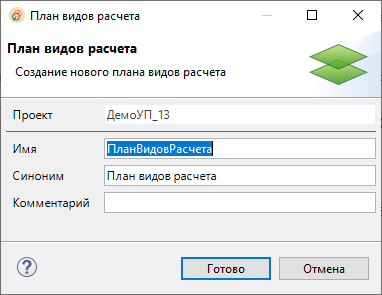 План видов расчета
План видов расчета
Создание нового плана видов расчета
Проект ДемоУП_13
Имя ПланВидовРасчета
Синоним План видов расчета
Комментарий
? Готово Отмена